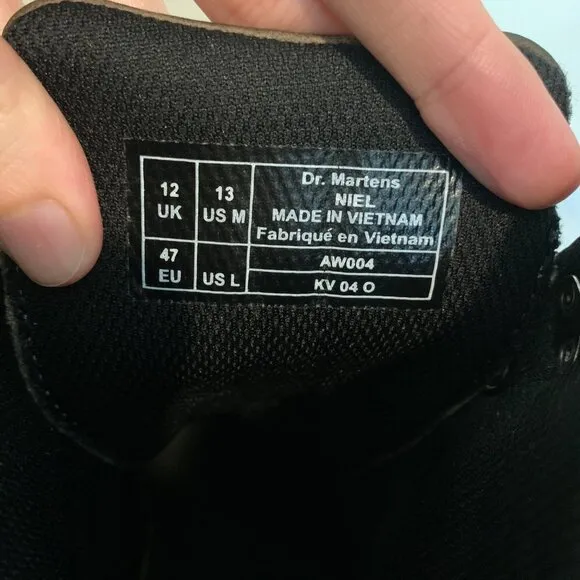 12
UK
13
US M
Dr. Martens
NIEL
MADE IN VIETNAM
Fabriqué en Vietnam
47
EU
US L
AW004
KV 04 O